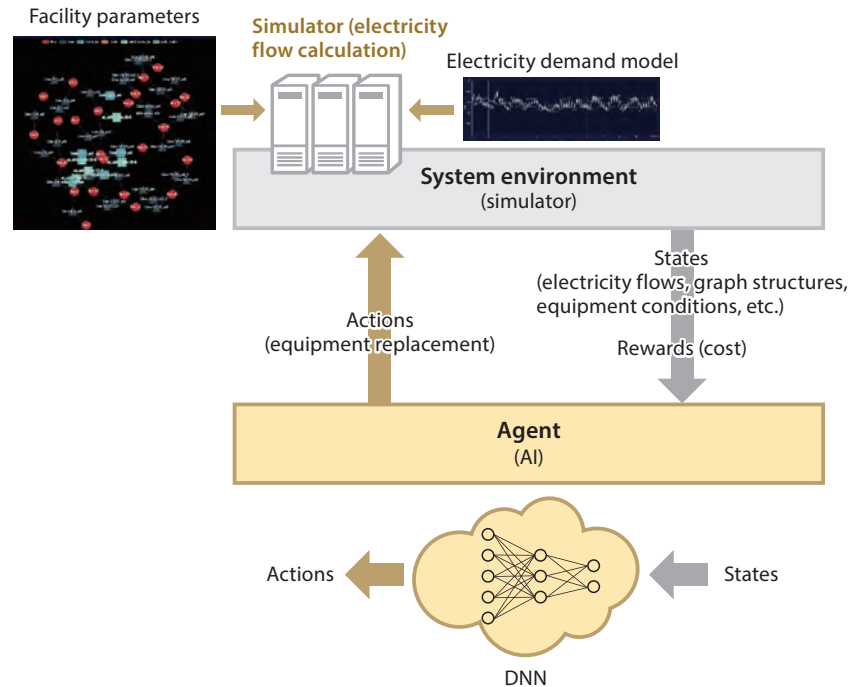 Facility parameters
Simulator (electricity
flow calculation)
Electricity demand model
System environment
(simulator)
States
(electricity flows, graph structures,
equipment conditions, etc.)
Actions
(equipment replacement)
Rewards (cost)
Agent
(AI)
Actions
States
DNN